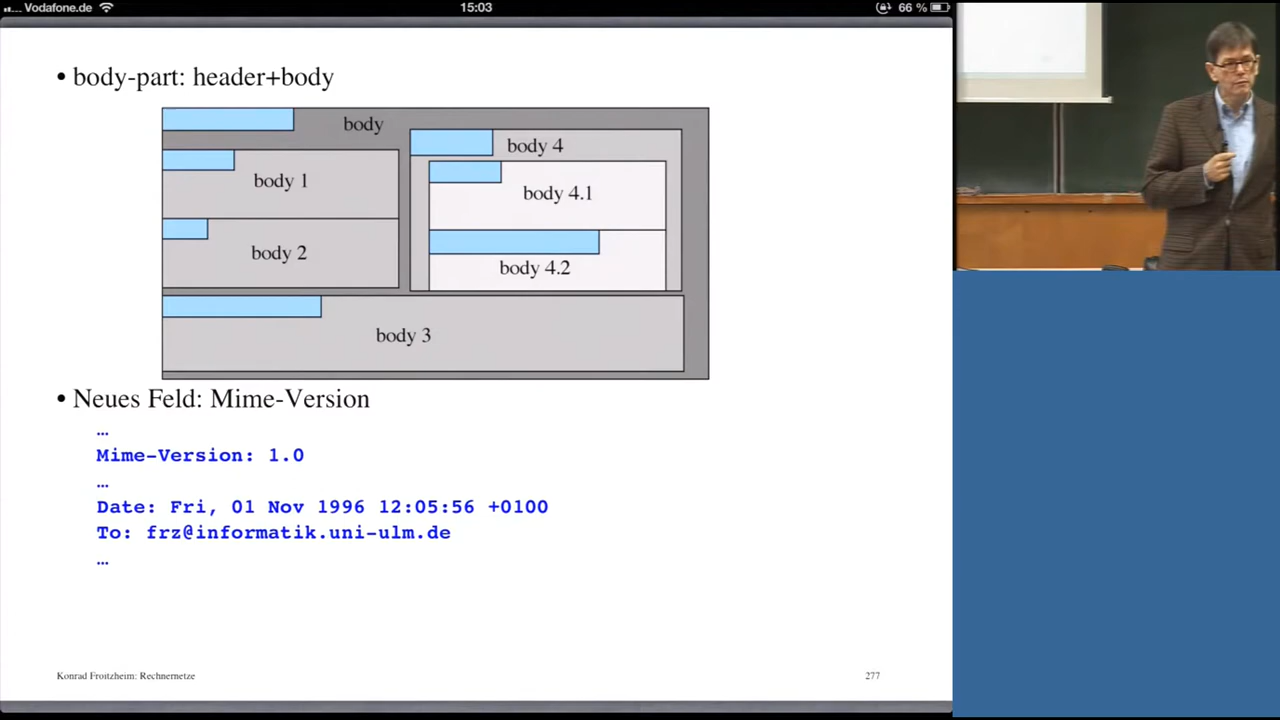 Vodafone.de 15:03 66 %
• body-part: header+body
body
body 4
body 1
body 4.1
body 2
body 4.2
body 3
• Neues Feld: Mime-Version
…
Mime-Version: 1.0
…
Date: Fri, 01 Nov 1996 12:05:56 +0100
To: frz@informatik.uni-ulm.de
…
Konrad Froitzheim: Rechnernetze 277